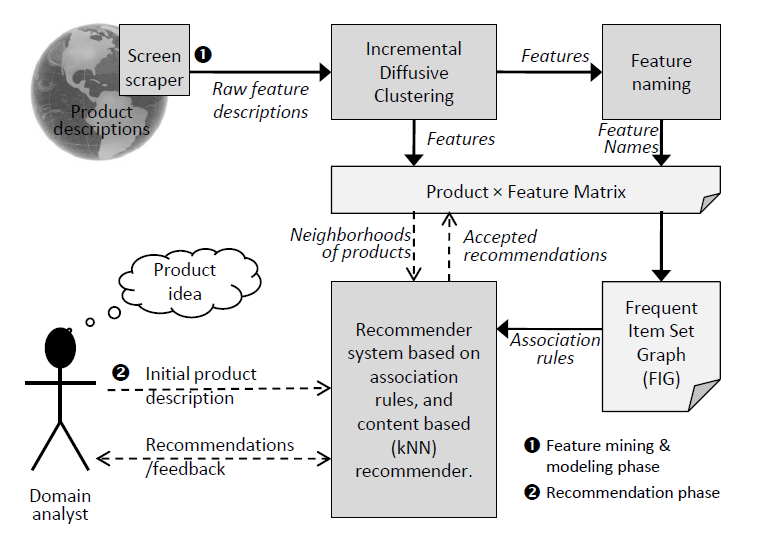 Screen
scraper
Product
descriptions
❶
Raw feature
descriptions
Incremental
Diffusive
Clustering
Features
Feature
naming
Features
Feature
Names
Product × Feature Matrix
Neighborhoods
of products
Accepted
recommendations
Product
idea
Recommender
system based on
association
rules, and
content based
(kNN)
recommender.
Association
rules
Frequent
Item Set
Graph
(FIG)
❷ Initial product
description
Recommendations
/feedback
Domain
analyst
❶ Feature mining &
modeling phase
❷ Recommendation phase